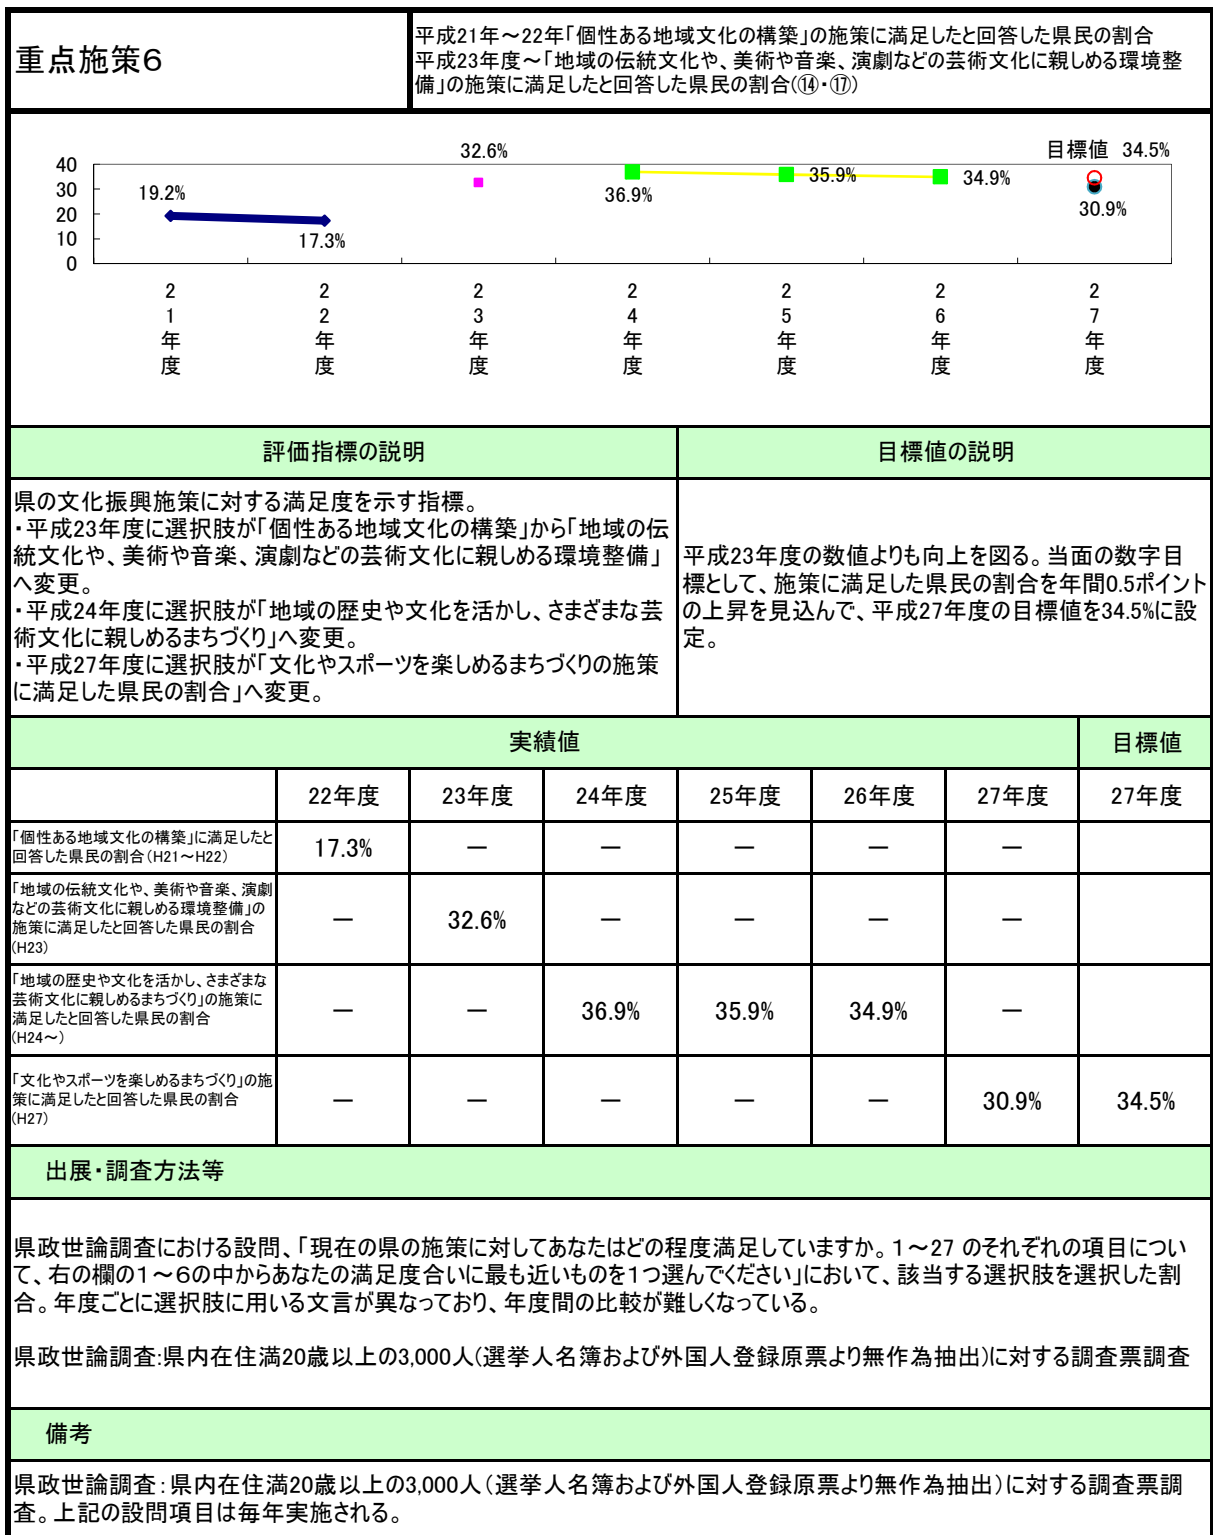 重点施策6
平成21年～22年「個性ある地域文化の構築」の施策に満足したと回答した県民の割合
平成23年度～「地域の伝統文化や、美術や音楽、演劇などの芸術文化に親しめる環境整
備」の施策に満足したと回答した県民の割合(⑭・⑰)
32.6%
目標値 34.5%
40
30
20
10
0
19.2%
17.3%
36.9%
35.9%
34.9%
30.9%
21年度
22年度
23年度
24年度
25年度
26年度
27年度
評価指標の説明
目標値の説明
県の文化振興施策に対する満足度を示す指標。
・平成23年度に選択肢が「個性ある地域文化の構築」から「地域の伝
統文化や、美術や音楽、演劇などの芸術文化に親しめる環境整備」
へ変更。
・平成24年度に選択肢が「地域の歴史や文化を活かし、さまざまな芸
術文化に親しめるまちづくり」へ変更。
・平成27年度に選択肢が「文化やスポーツを楽しめるまちづくりの施策
に満足した県民の割合」へ変更。
平成23年度の数値よりも向上を図る。当面の数字目
標として、施策に満足した県民の割合を年間0.5ポイント
の上昇を見込んで、平成27年度の目標値を34.5%に設
定。
実績値
目標値
22年度 23年度 24年度 25年度 26年度 27年度 27年度
「個性ある地域文化の構築」に満足したと
回答した県民の割合(H21～H22)
17.3% ― ― ― ― ―
「地域の伝統文化や、美術や音楽、演劇
などの芸術文化に親しめる環境整備」の
施策に満足したと回答した県民の割合
(H23)
― 32.6% ― ― ― ―
「地域の歴史や文化を活かし、さまざまな
芸術文化に親しめるまちづくり」の施策に
満足したと回答した県民の割合
(H24～)
― ― 36.9% 35.9% 34.9% ―
「文化やスポーツを楽しめるまちづくり」の施
策に満足したと回答した県民の割合
(H27)
― ― ― ― ― 30.9% 34.5%
出展・調査方法等
県政世論調査における設問、「現在の県の施策に対してあなたはどの程度満足していますか。1～27 のそれぞれの項目につい
て、右の欄の1～6の中からあなたの満足度合いに最も近いものを1つ選んでください」において、該当する選択肢を選択した割
合。年度ごとに選択肢に用いる文言が異なっており、年度間の比較が難しくなっている。
県政世論調査:県内在住満20歳以上の3,000人(選挙人名簿および外国人登録原票より無作為抽出)に対する調査票調査
備考
県政世論調査:県内在住満20歳以上の3,000人(選挙人名簿および外国人登録原票より無作為抽出)に対する調査票調
査。上記の設問項目は毎年実施される。